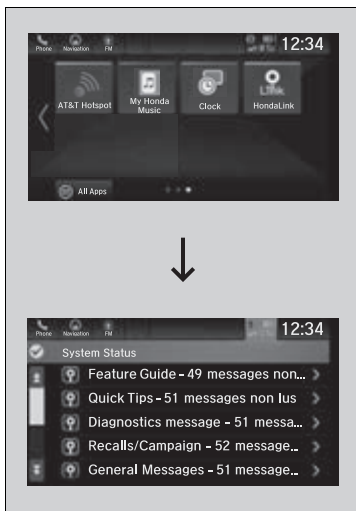 Phone Navigation FM 12:34
AT&T Hotspot
My Honda
Music
Clock
HondaLink
All Apps
Phone Navigation FM 12:34
System Status
Feature Guide - 49 messages non...
Quick Tips - 51 messages non lus
Diagnostics message - 51 messa...
Recalls/Campaign - 52 message...
General Messages - 51 message...